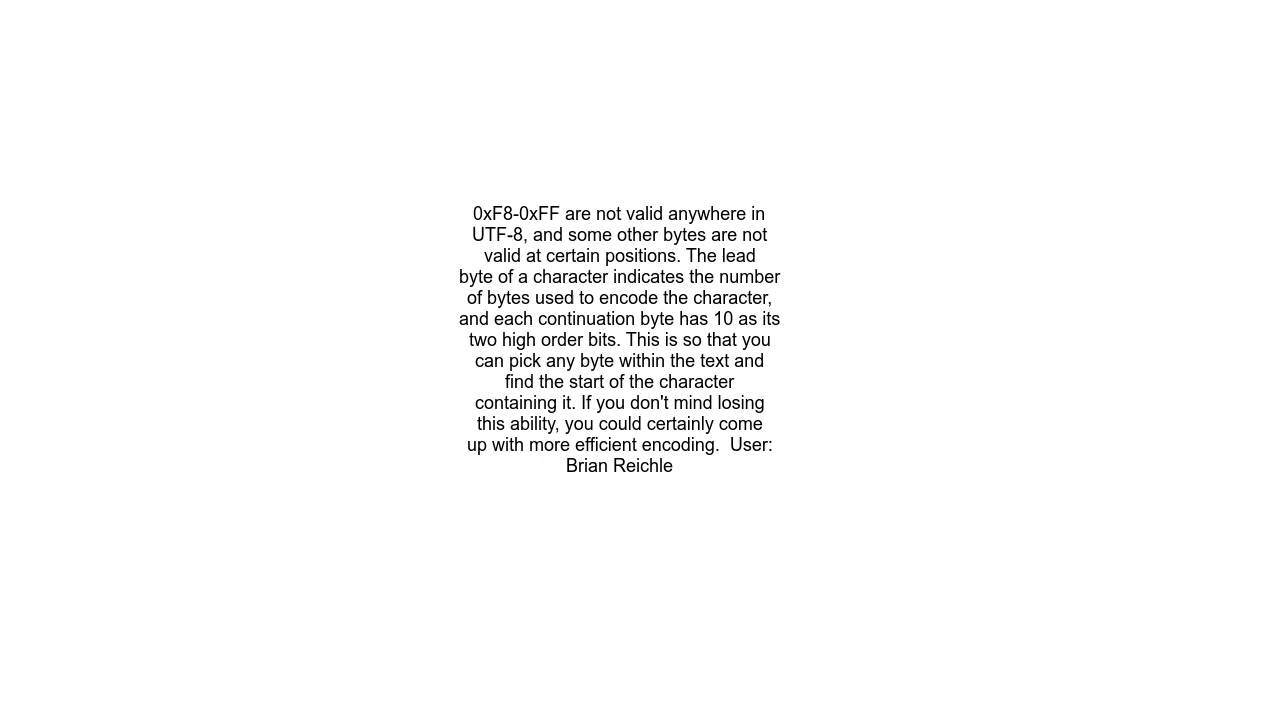 0xF8-0xFF are not valid anywhere in
UTF-8, and some other bytes are not
valid at certain positions. The lead
byte of a character indicates the number
of bytes used to encode the character,
and each continuation byte has 10 as its
two high order bits. This is so that you
can pick any byte within the text and
find the start of the character
containing it. If you don't mind losing
this ability, you could certainly come
up with more efficient encoding.  User:
Brian Reichle